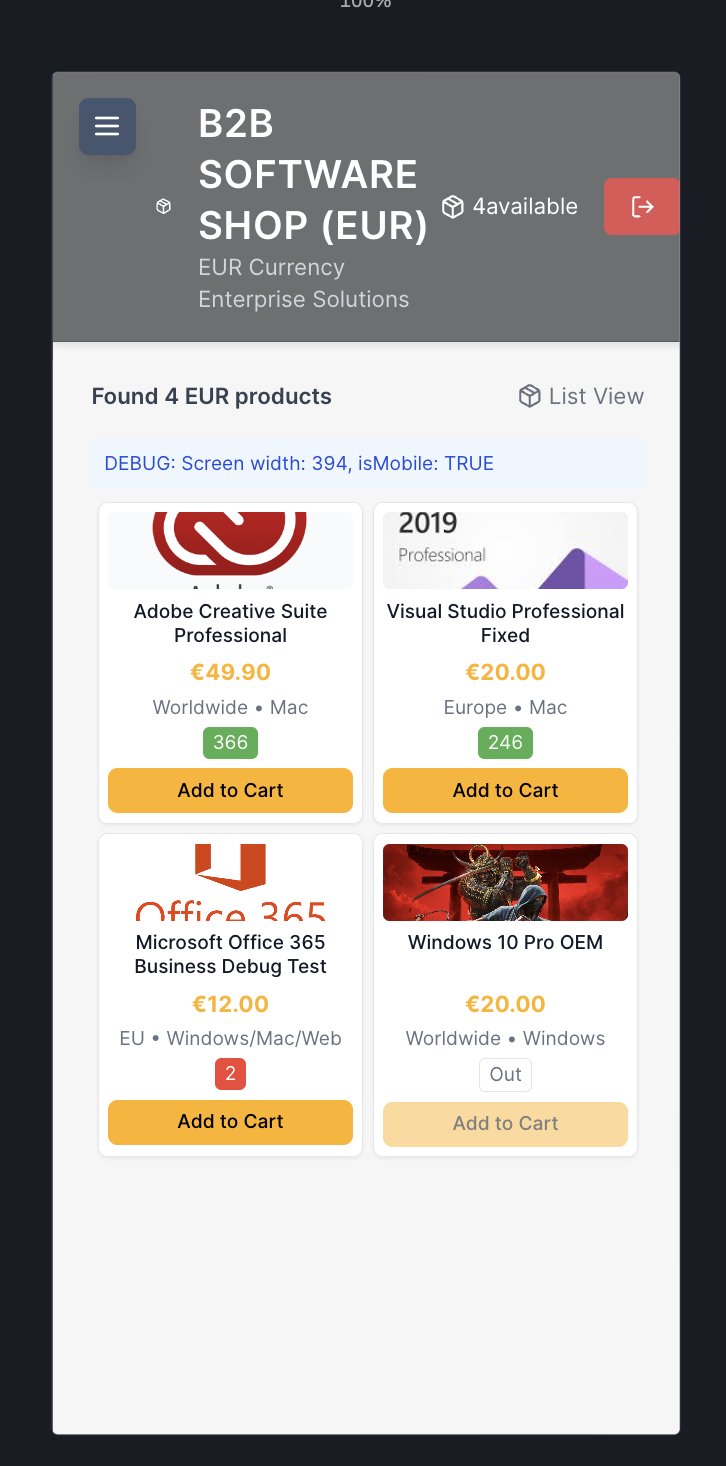 100%
B2B
SOFTWARE
SHOP (EUR)
4available
EUR Currency
Enterprise Solutions
Found 4 EUR products
List View
DEBUG: Screen width: 394, isMobile: TRUE
Adobe Creative Suite
Professional
€49.90
Worldwide • Mac
366
Add to Cart
2019
Professional
Visual Studio Professional
Fixed
€20.00
Europe • Mac
246
Add to Cart
Office 365
Microsoft Office 365
Business Debug Test
€12.00
EU • Windows/Mac/Web
2
Add to Cart
Windows 10 Pro OEM
€20.00
Worldwide • Windows
Out
Add to Cart